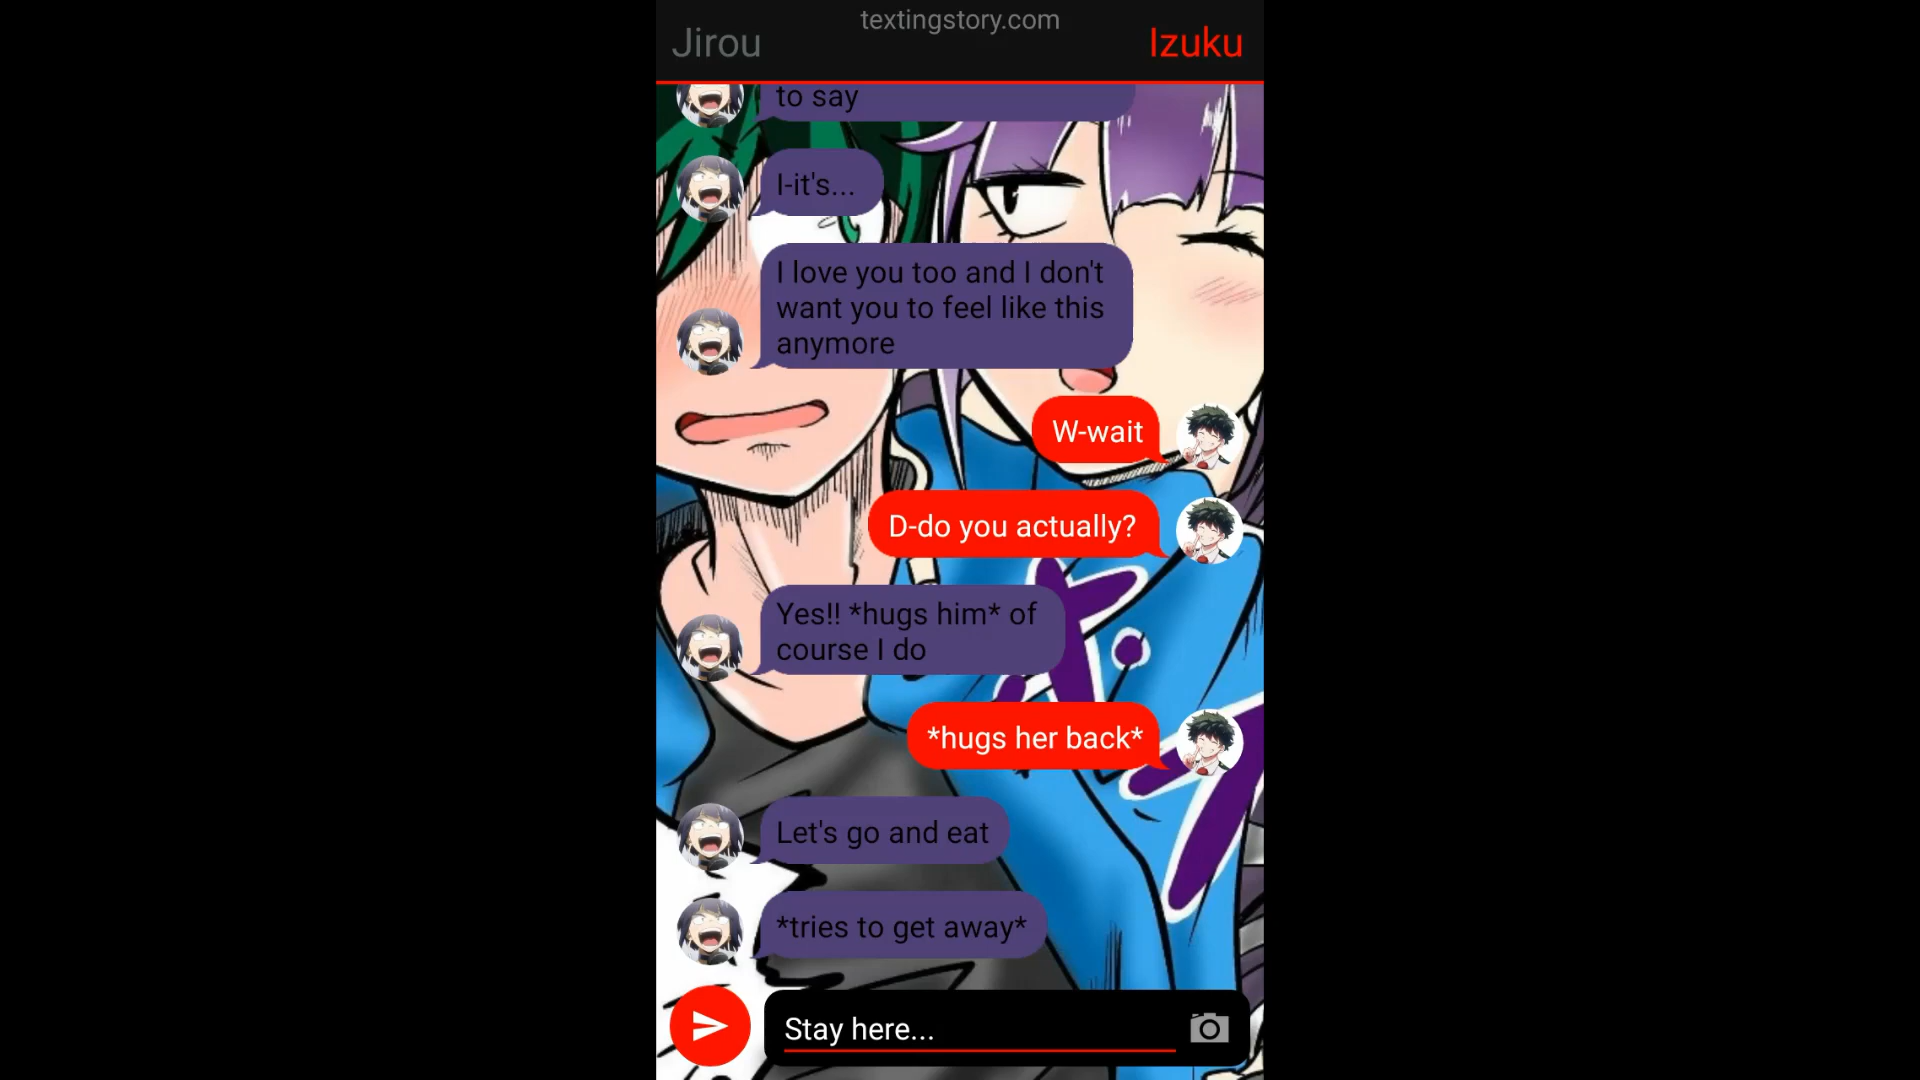 textingstory.com
Jirou
Izuku
to say
I-it's...
I love you too and I don't
want you to feel like this
anymore
W-wait
D-do you actually?
Yes!! *hugs him* of
course I do
*hugs her back*
Let's go and eat
*tries to get away*
Stay here...